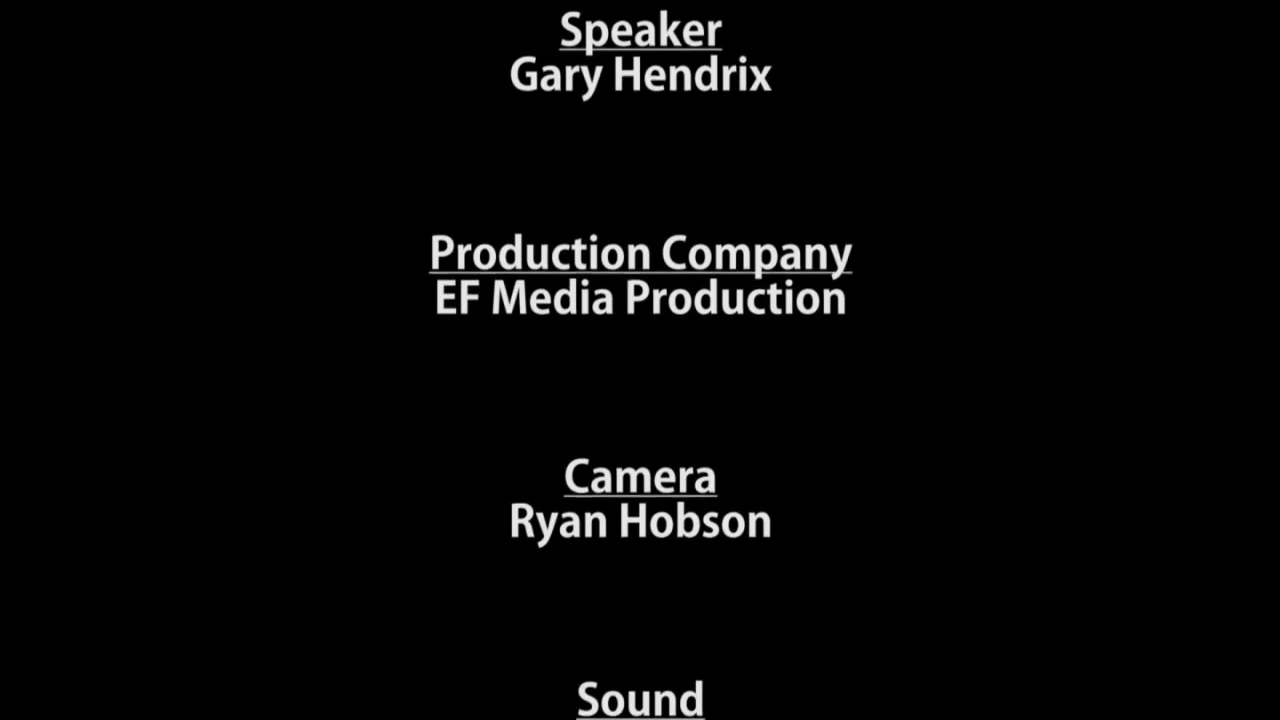 Speaker
Gary Hendrix
Production Company
EF Media Production
Camera
Ryan Hobson
Sound